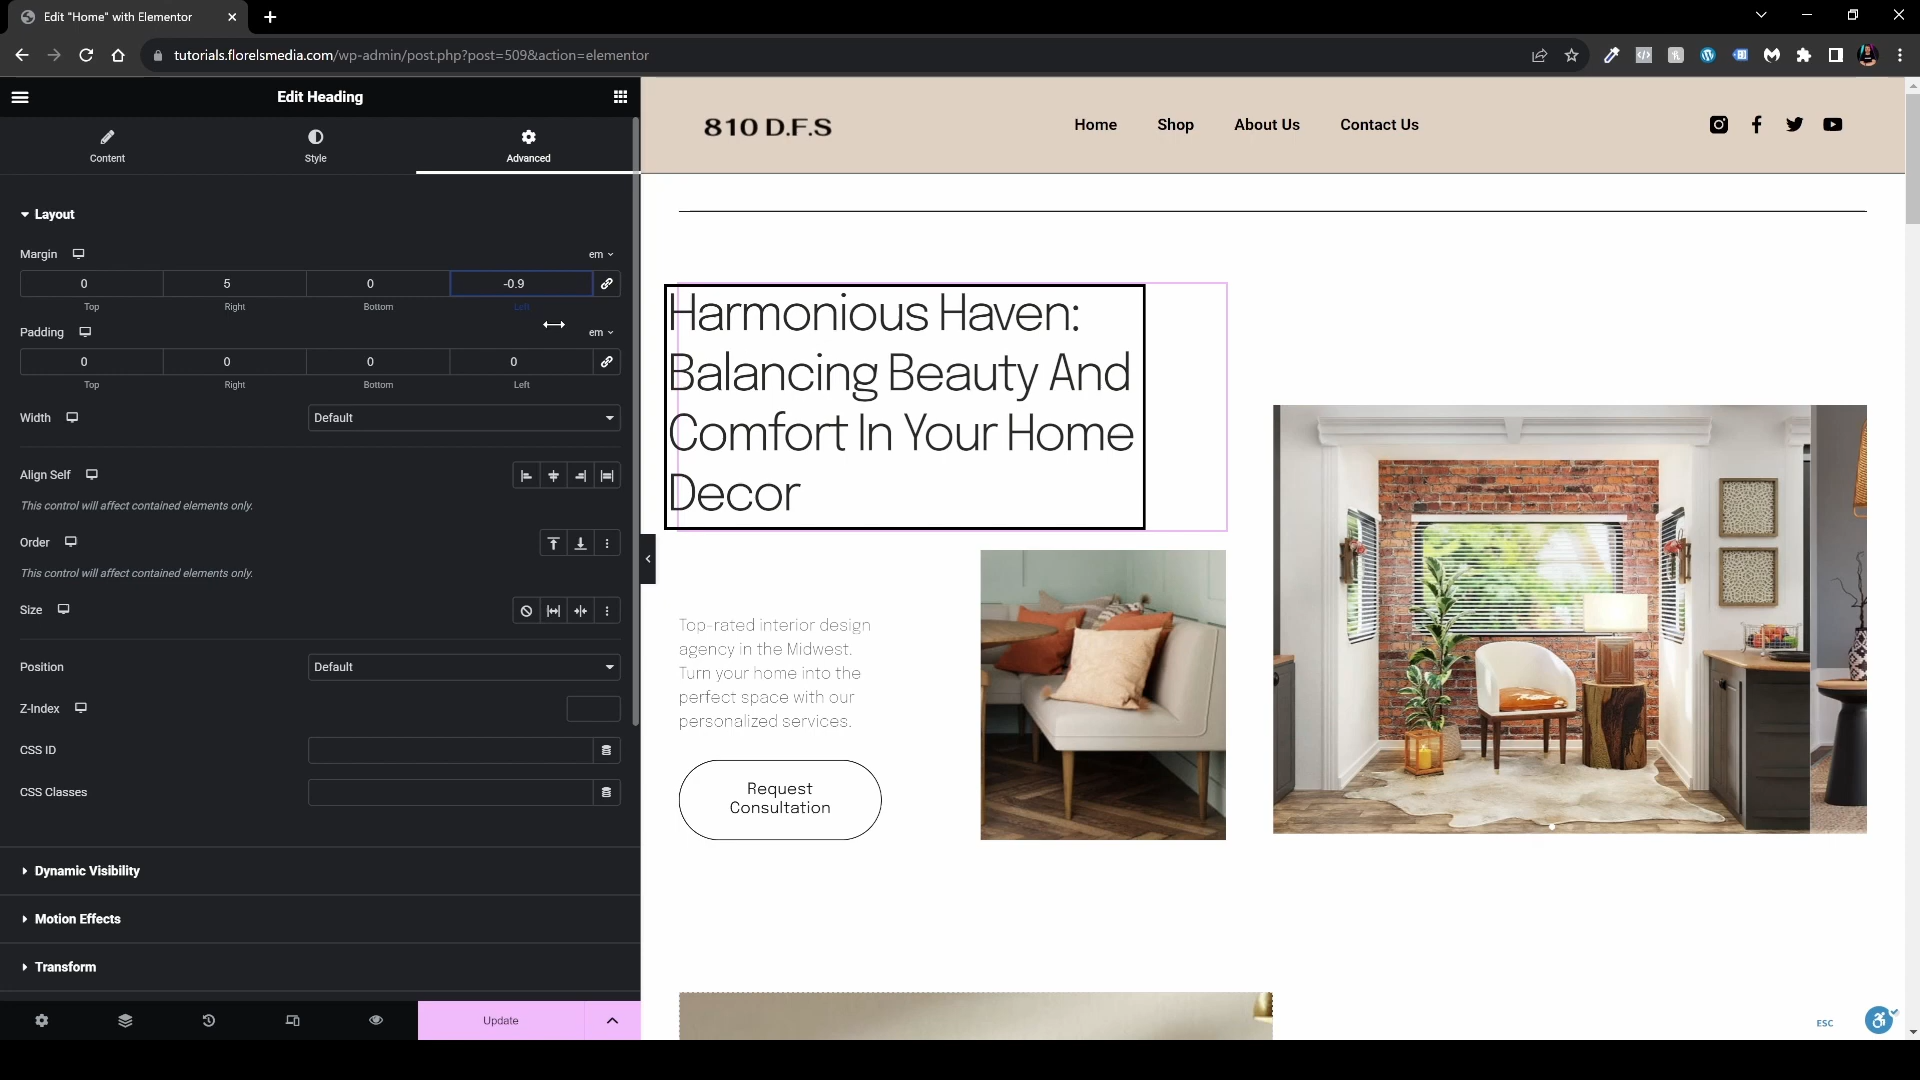 Edit "Home" with Elementor
tutorials.florelsmedia.com/wp-admin/post.php?post=509&action=elementor
Edit Heading
Content
Style
Advanced
Layout
Margin
em
0
5
0
-0.9
Top
Right
Bottom
Left
Padding
em
0
0
0
0
Top
Right
Bottom
Left
Width
Default
Align Self
This control will affect contained elements only.
Order
This control will affect contained elements only.
Size
Position
Default
Z-Index
CSS ID
CSS Classes
Dynamic Visibility
Motion Effects
Transform
Update
810 D.F.S
Home
Shop
About Us
Contact Us
Harmonious Haven:
Balancing Beauty And
Comfort In Your Home
Decor
Top-rated interior design
agency in the Midwest.
Turn your home into the
perfect space with our
personalized services.
Request
Consultation
ESC